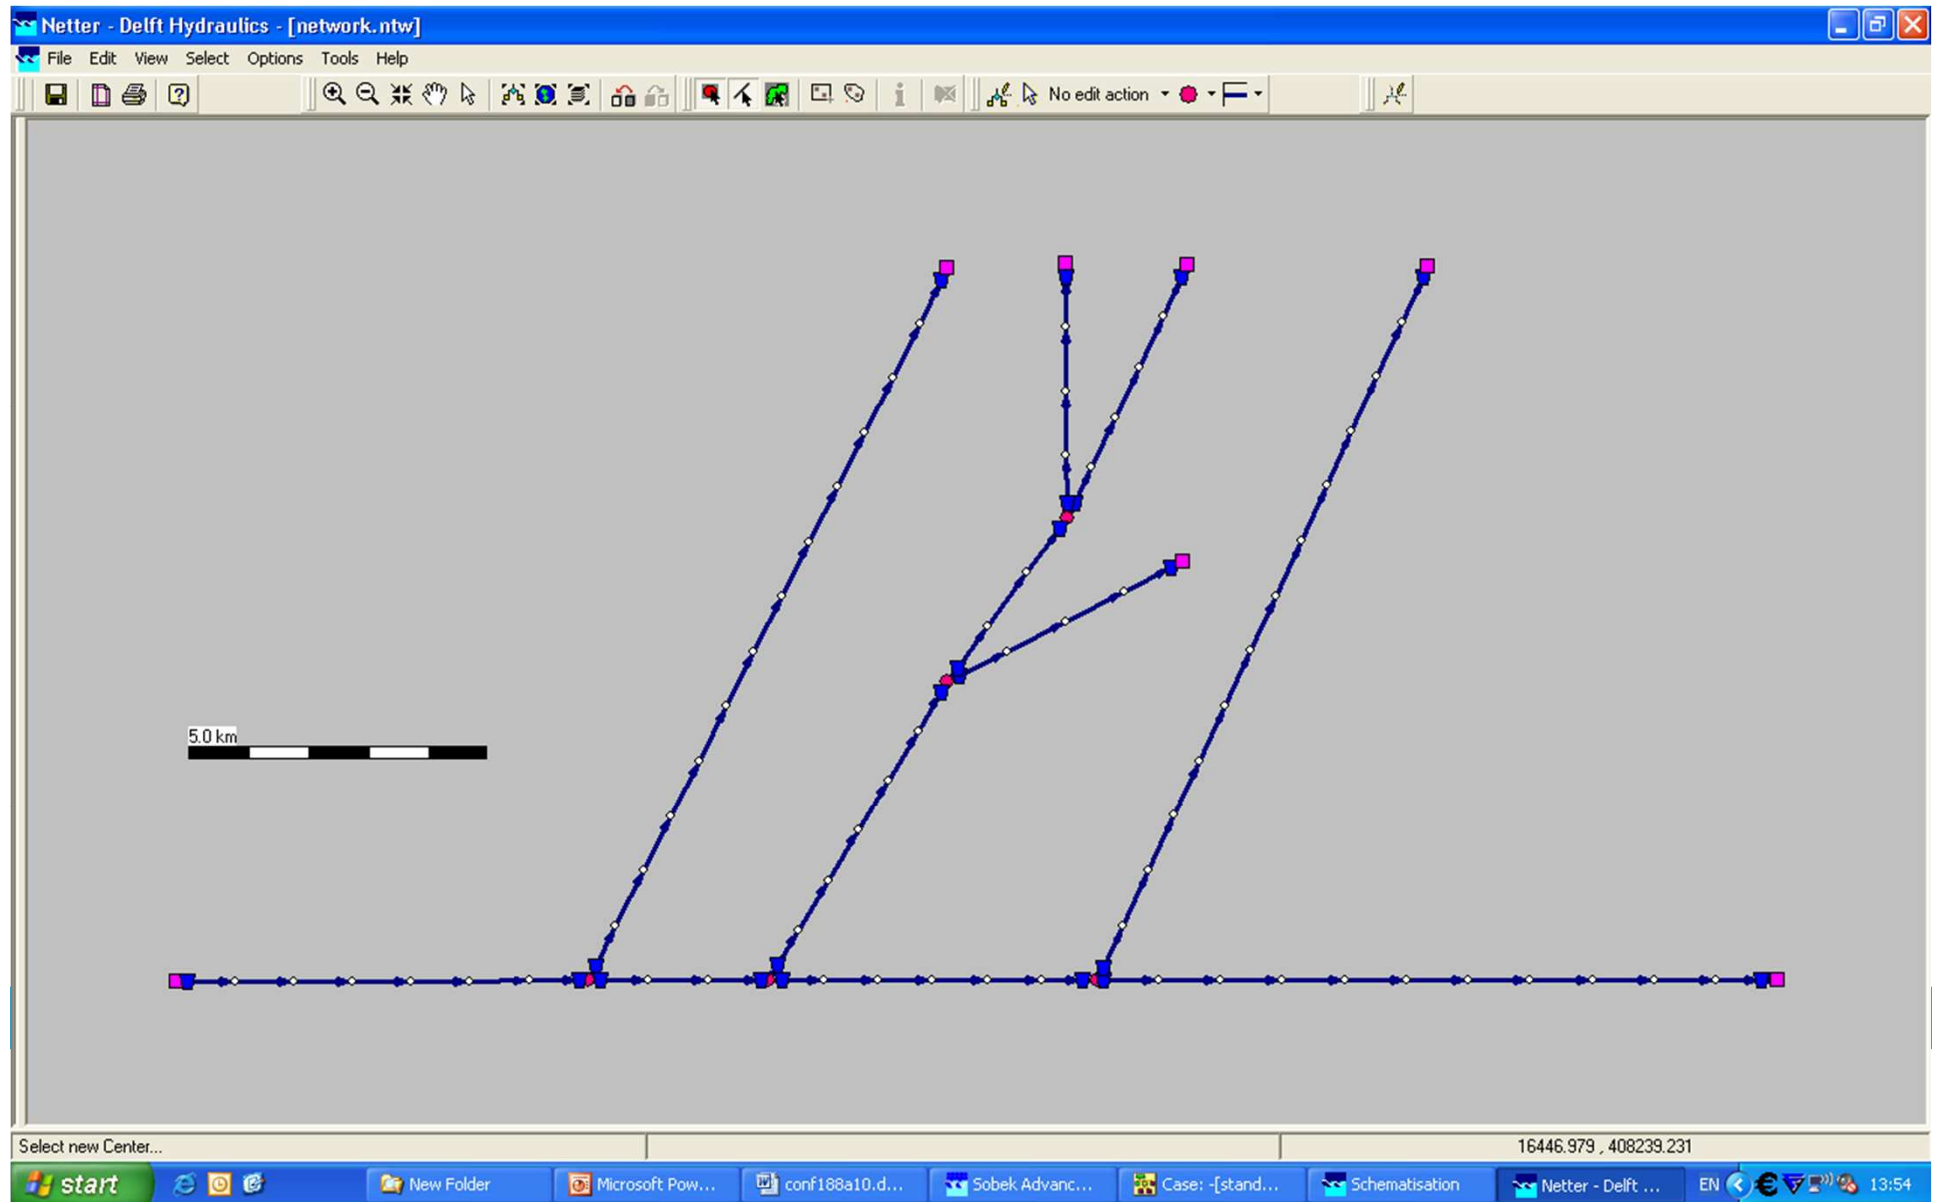 Netter - Delft Hydraulics - [network.ntw]
File Edit View Select Options Tools Help
No edit action
5.0 km
Select new Center...
16446.979 , 408239.231
start
New Folder
Microsoft Pow...
conf188a10.d...
Sobek Advanc...
Case: -[stand...
Schematisation
Netter - Delft ...
EN
13:54